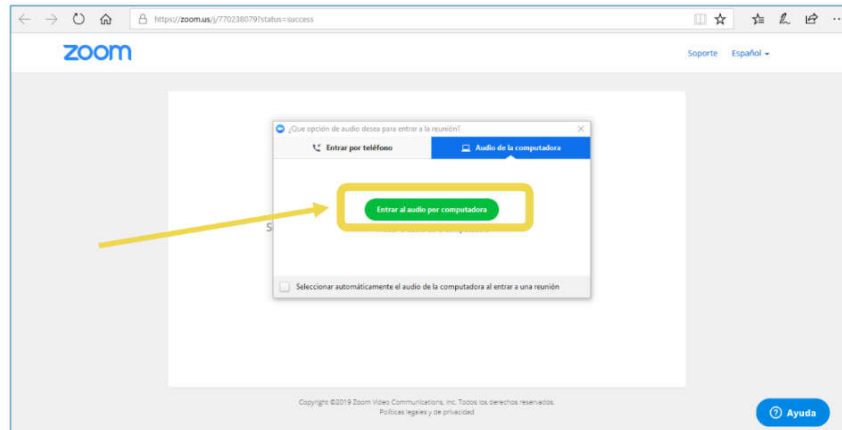 https://zoom.us/j/770238079?status=success
zoom
Soporte Español
¿Que opción de audio desea para entrar a la reunión?
Entrar por teléfono
Audio de la computadora
Entrar al audio por computadora
S
Seleccionar automáticamente el audio de la computadora al entrar a una reunión
Copyright ©2019 Zoom Video Communications, Inc. Todos los derechos reservados.
Políticas legales y de privacidad
Ayuda